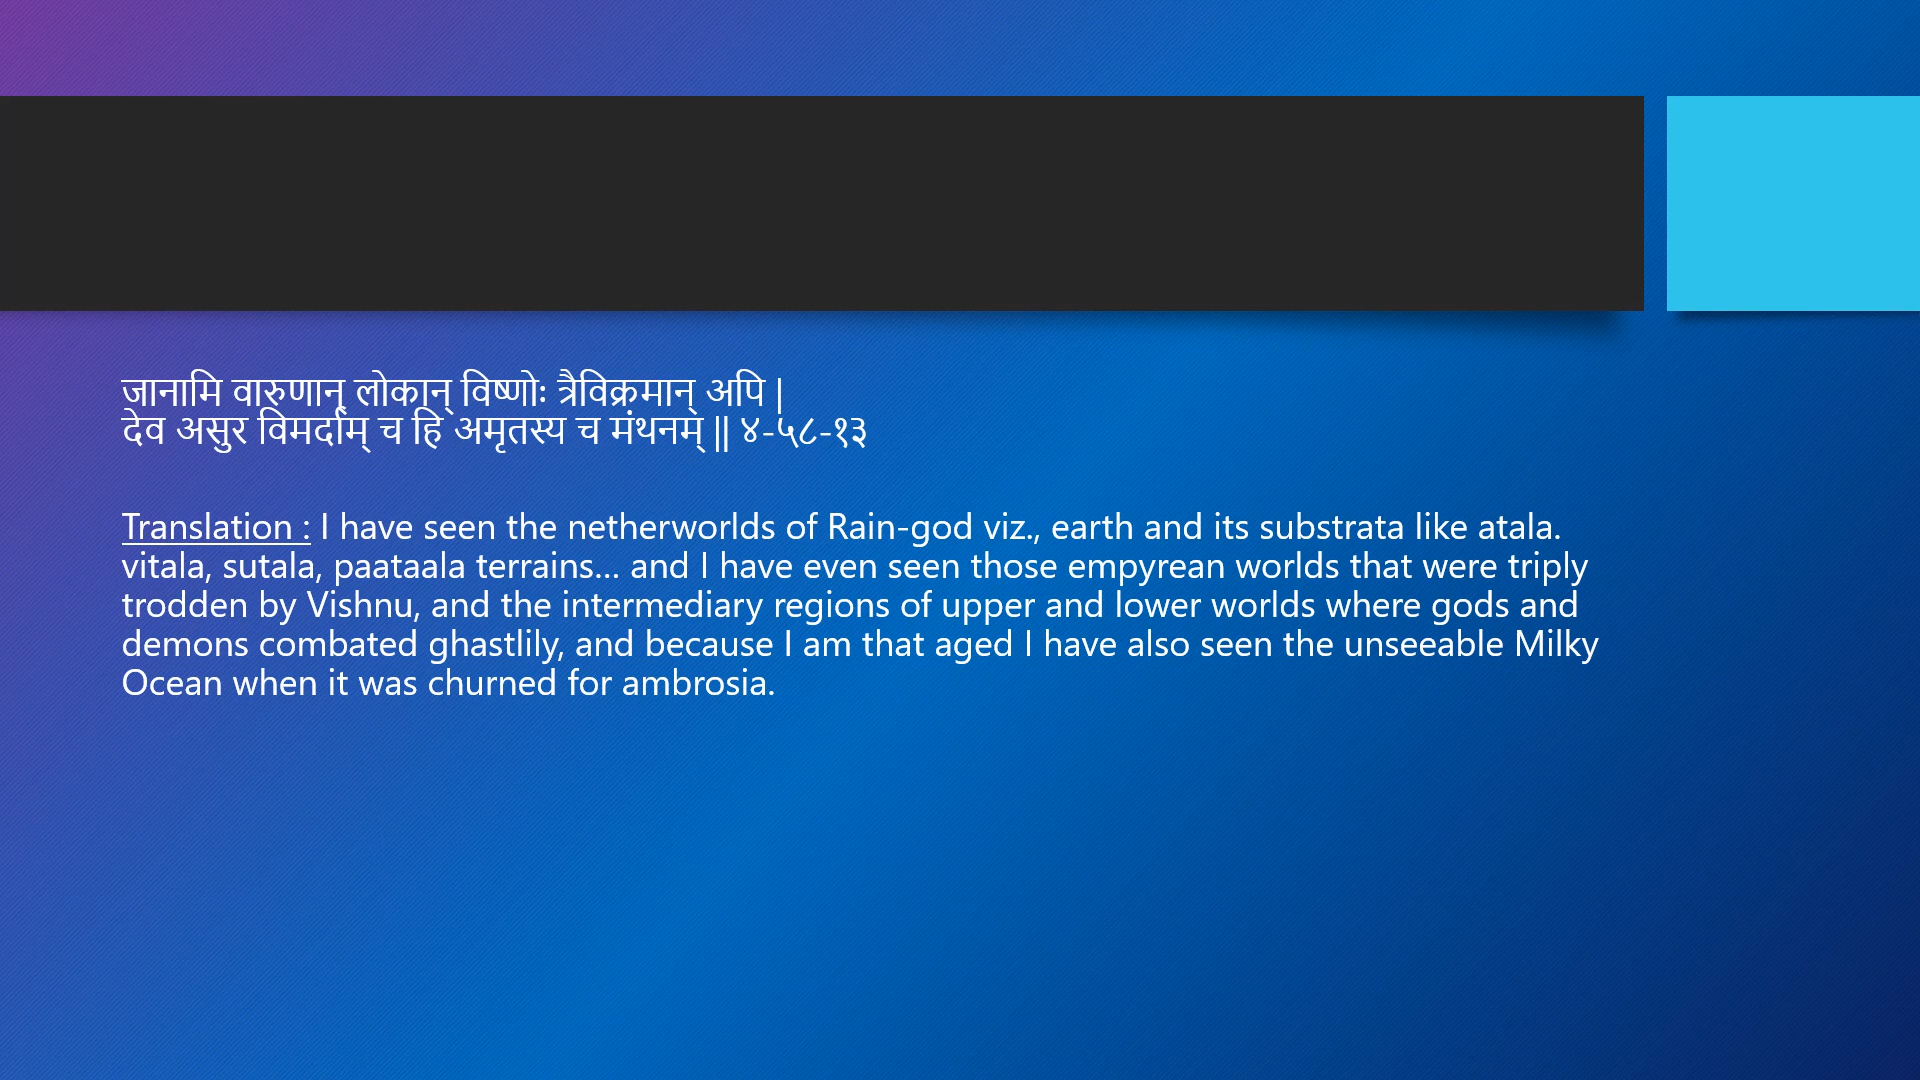 जानामि वारुणान् लोकान् विष्णोः त्रैविक्रमान् अपि |
देव असुर विमर्दाम् च हि अमृतस्य च मंथनम् || ४-५८-१३
Translation : I have seen the netherworlds of Rain-god viz., earth and its substrata like atala.
vitala, sutala, paataala terrains... and I have even seen those empyrean worlds that were triply
trodden by Vishnu, and the intermediary regions of upper and lower worlds where gods and
demons combated ghastlily, and because I am that aged I have also seen the unseeable Milky
Ocean when it was churned for ambrosia.